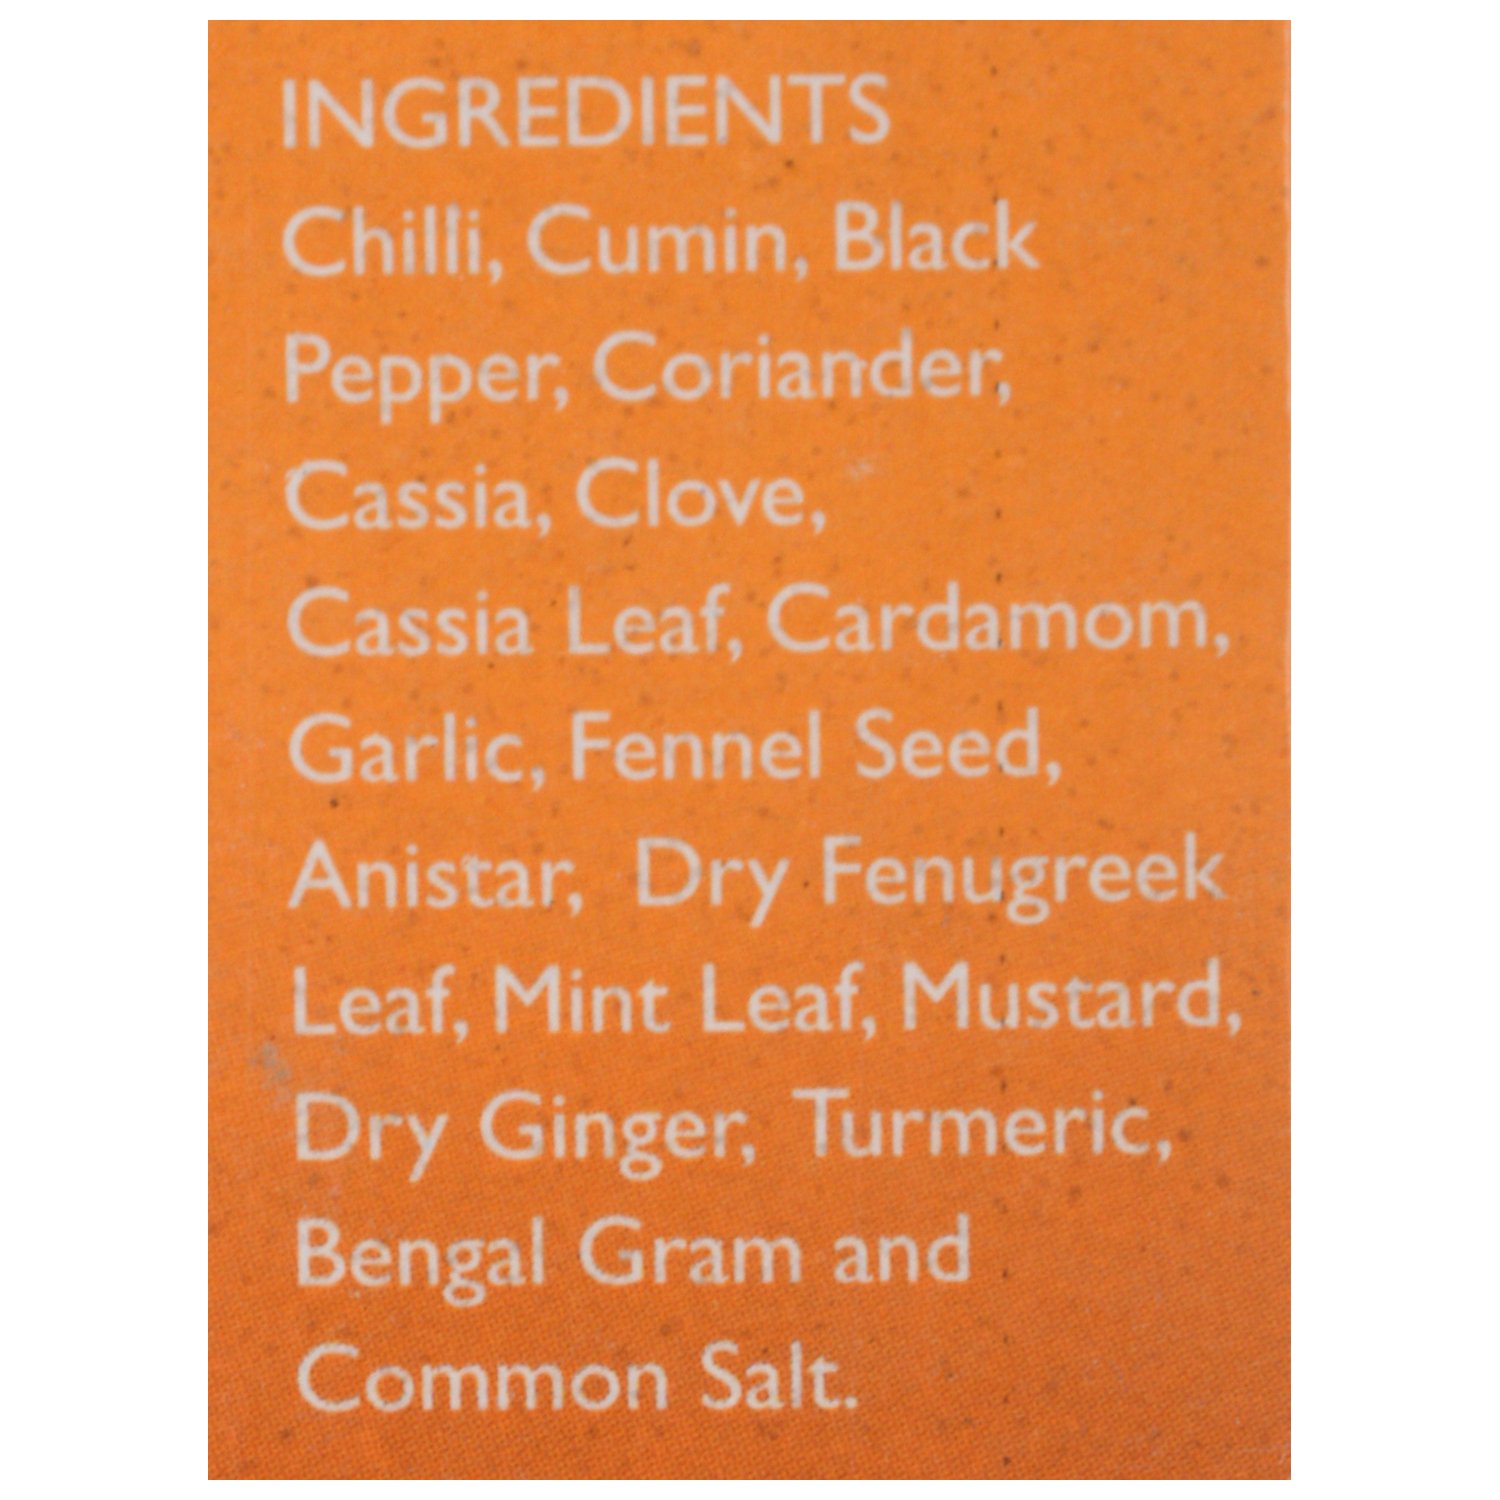 INGREDIENTS
Chilli, Cumin, Black
Pepper, Coriander,
Cassia, Clove,
Cassia Leaf, Cardamom,
Garlic, Fennel Seed,
Anistar, Dry Fenugreek
Leaf, Mint Leaf, Mustard,
Dry Ginger, Turmeric,
Bengal Gram and
Common Salt.